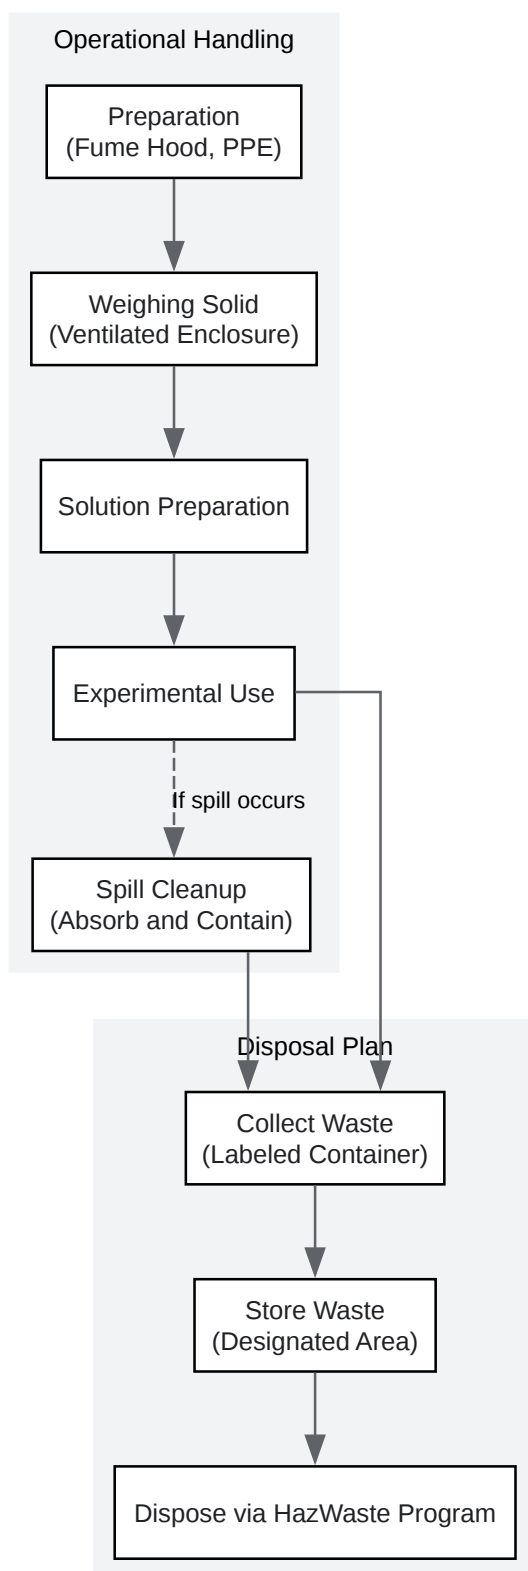 Operational Handling
Preparation
(Fume Hood, PPE)
Weighing Solid
(Ventilated Enclosure)
Solution Preparation
Experimental Use
If spill occurs
Spill Cleanup
(Absorb and Contain)
Disposal Plan
Collect Waste
(Labeled Container)
Store Waste
(Designated Area)
Dispose via HazWaste Program